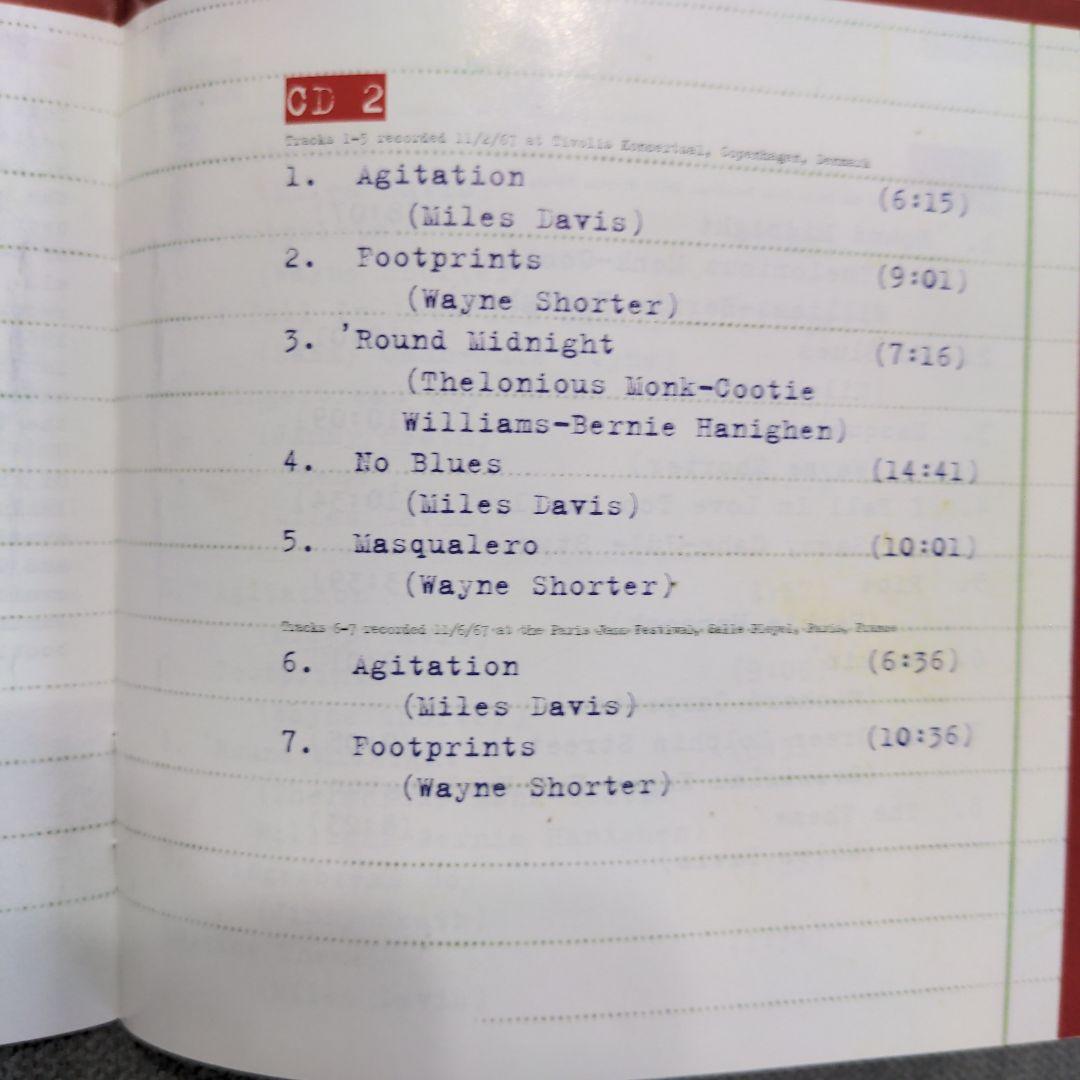 CD 2
Tracks 1-5 recorded 11/2/67 at Tivolis Konsertsal, Copenhagen, Denmark
1. Agitation (6:15)
(Miles Davis)
2. Footprints (9:01)
(Wayne Shorter)
3. 'Round Midnight (7:16)
(Thelonious Monk-Cootie
Williams-Bernie Hanighen)
4. No Blues (14:41)
(Miles Davis)
5. Masqualero (10:01)
(Wayne Shorter)
Tracks 6-7 recorded 11/6/67 at the Paris Jazz Festival, Salle Pleyel, Paris, France
6. Agitation (6:36)
(Miles Davis)
7. Footprints (10:36)
(Wayne Shorter)